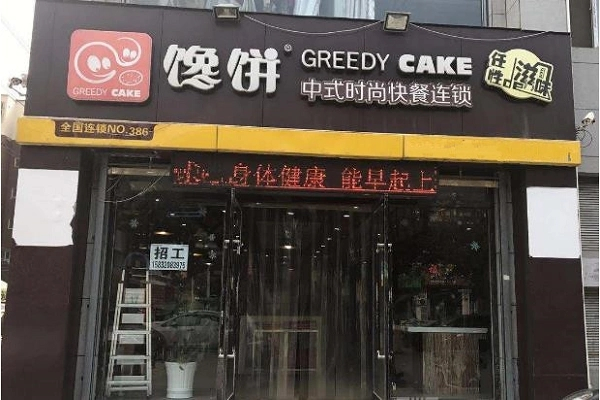 GREEDY CAKE
馋饼®
GREEDY CAKE
中式时尚快餐连锁
任性滋味
全国连锁NO.386
身体健康 能早起上
招工